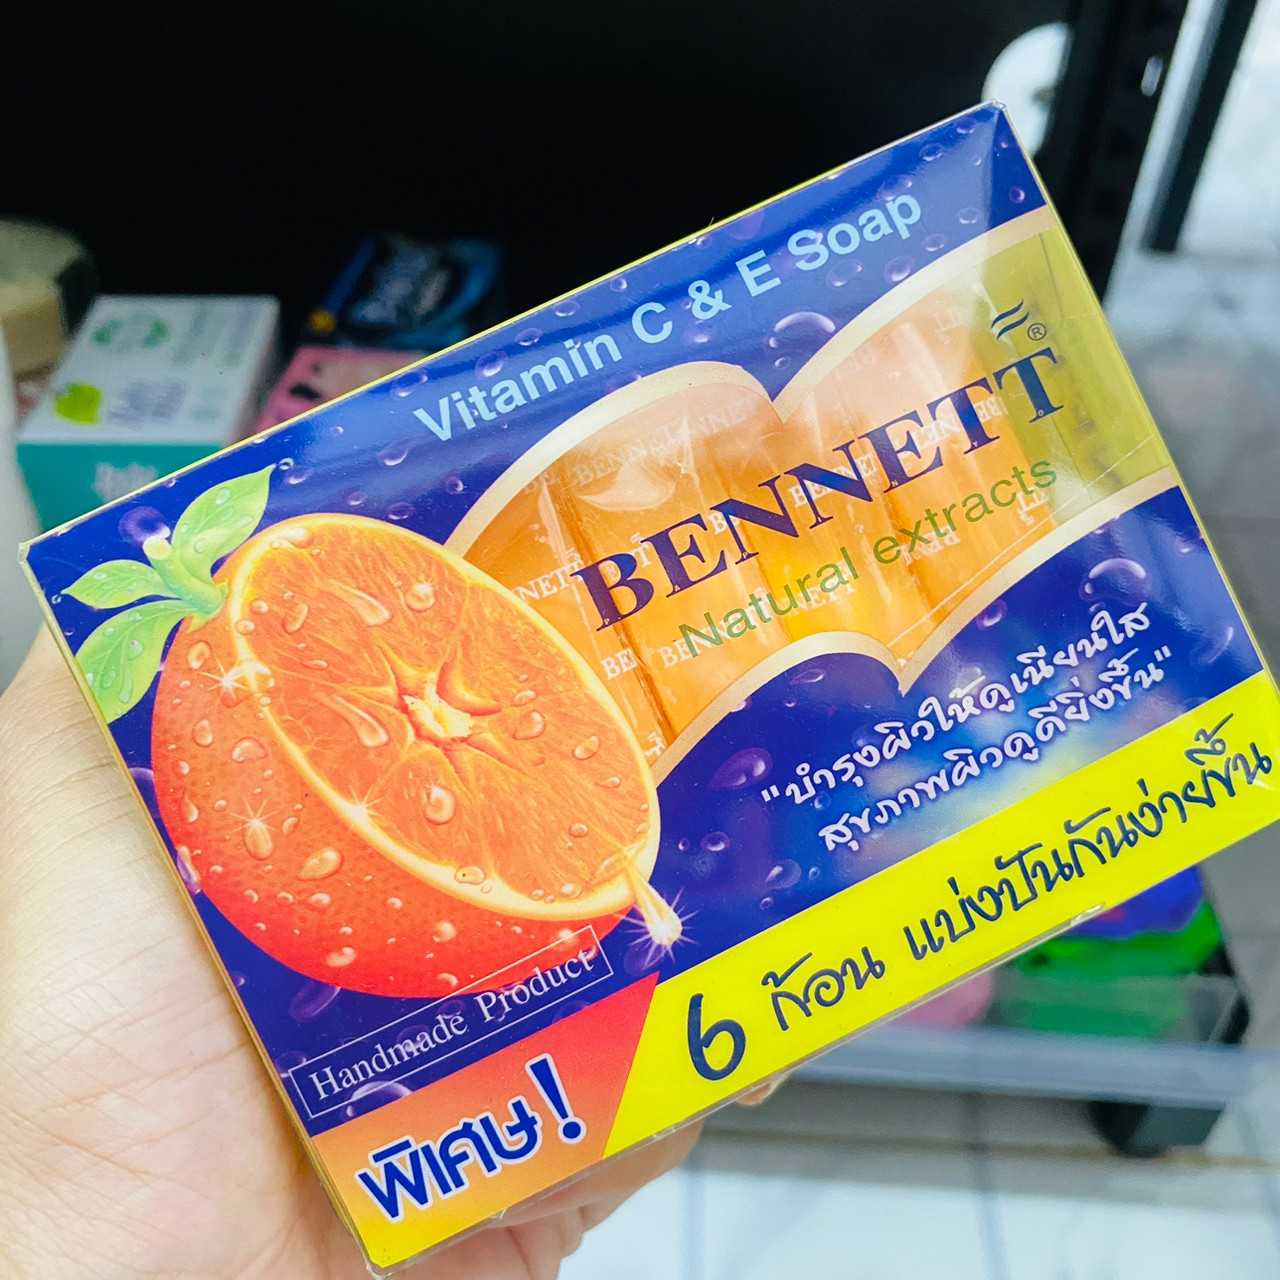 Vitamin C & E Soap
BENNETT®
Natural extracts
"บำรุงผิวให้ดูเนียนใส
สุขภาพผิวดูดียิ่งขึ้น"
Handmade Product
พิเศษ!
6 ก้อน แบ่งปันกันง่ายขึ้น